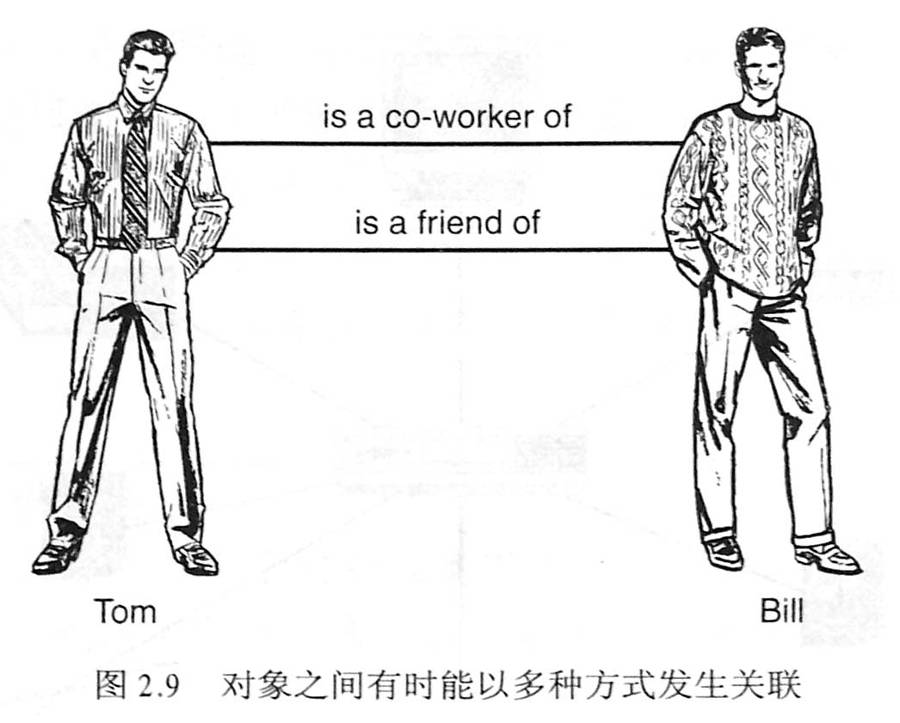 is a co-worker of
is a friend of
Tom
Bill
图 2.9 对象之间有时能以多种方式发生关联